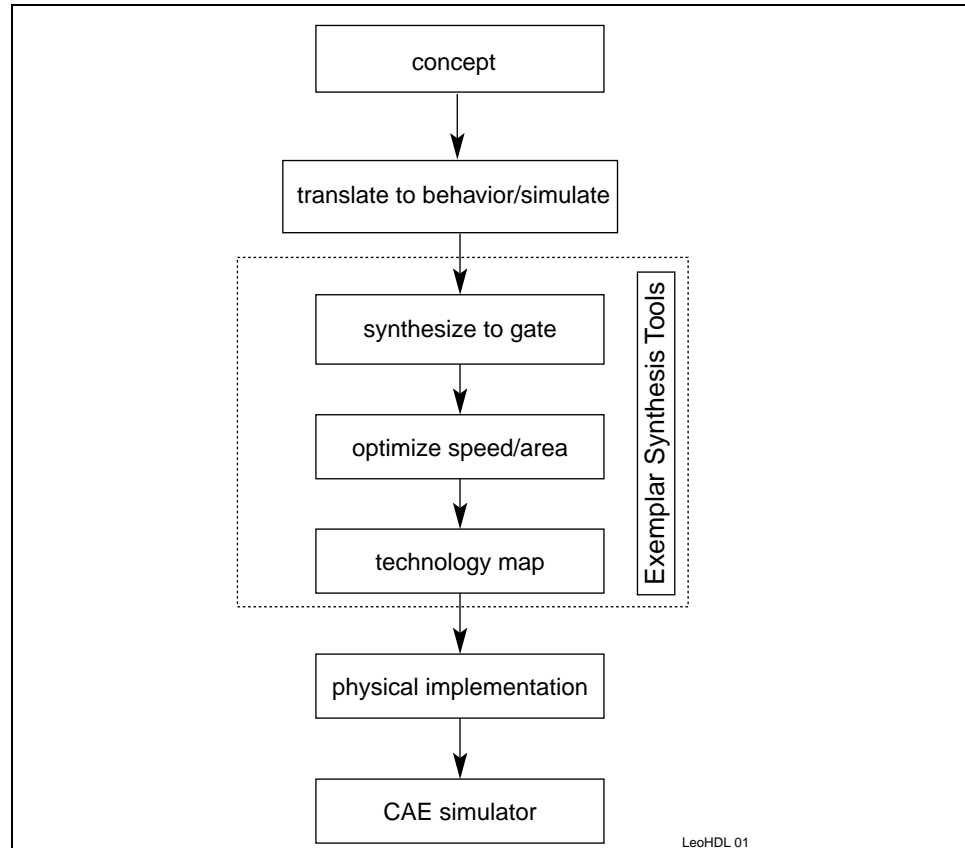 concept
translate to behavior/simulate
synthesize to gate
optimize speed/area
technology map
Exemplar Synthesis Tools
physical implementation
CAE simulator
LeoHDL 01